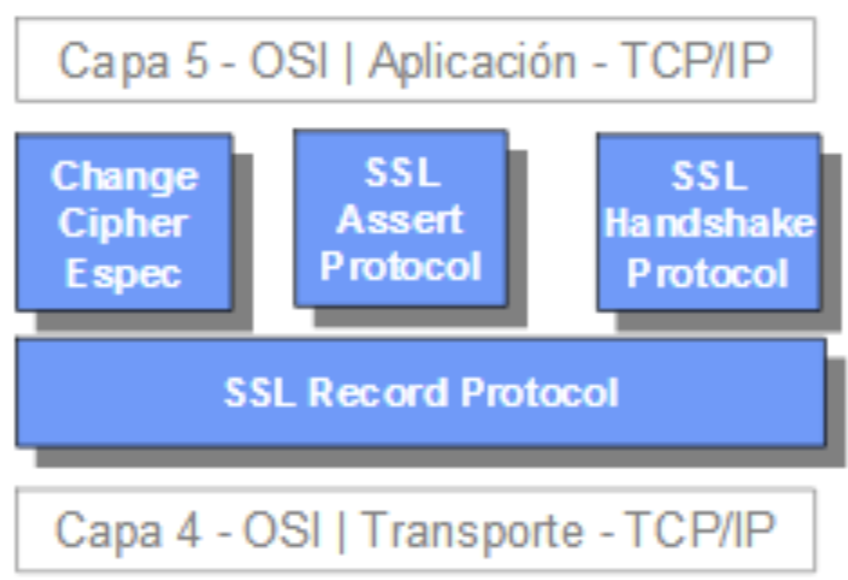 Capa 5 - OSI | Aplicación - TCP/IP
Change
Cipher
Espec
SSL
Assert
Protocol
SSL
Handshake
Protocol
SSL Record Protocol
Capa 4 - OSI | Transporte - TCP/IP